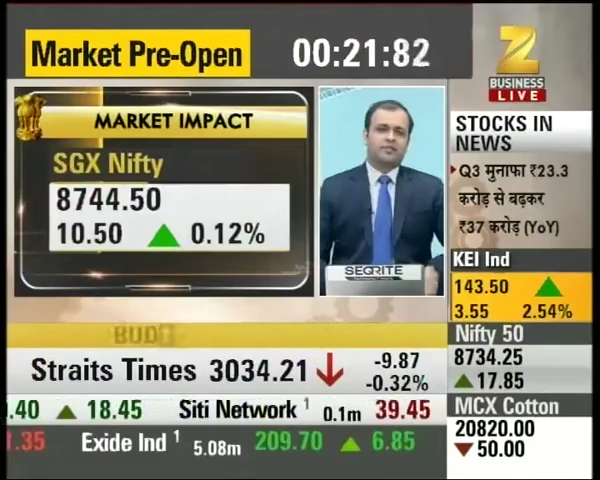 Market Pre-Open
00:21:82
Z
BUSINESS
LIVE
MARKET IMPACT
SGX Nifty
8744.50
10.50 0.12%
SEQRITE
STOCKS IN
NEWS
Q3 मुनाफा ₹23.3
करोड़ से बढ़कर
₹37 करोड़ (YoY)
KEI Ind
143.50
3.55 2.54%
BUD
Straits Times 3034.21 -9.87
-0.32%
Nifty 50
8734.25
17.85
.40 18.45 Siti Network 1 0.1m 39.45
1.35 Exide Ind 1 5.08m 209.70 6.85
MCX Cotton
20820.00
50.00